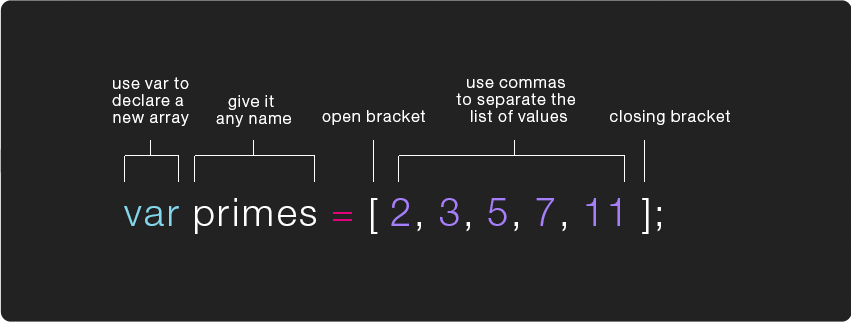 use var to
declare a
new array
give it
any name
open bracket
use commas
to separate the
list of values
closing bracket
var primes = [ 2, 3, 5, 7, 11 ];